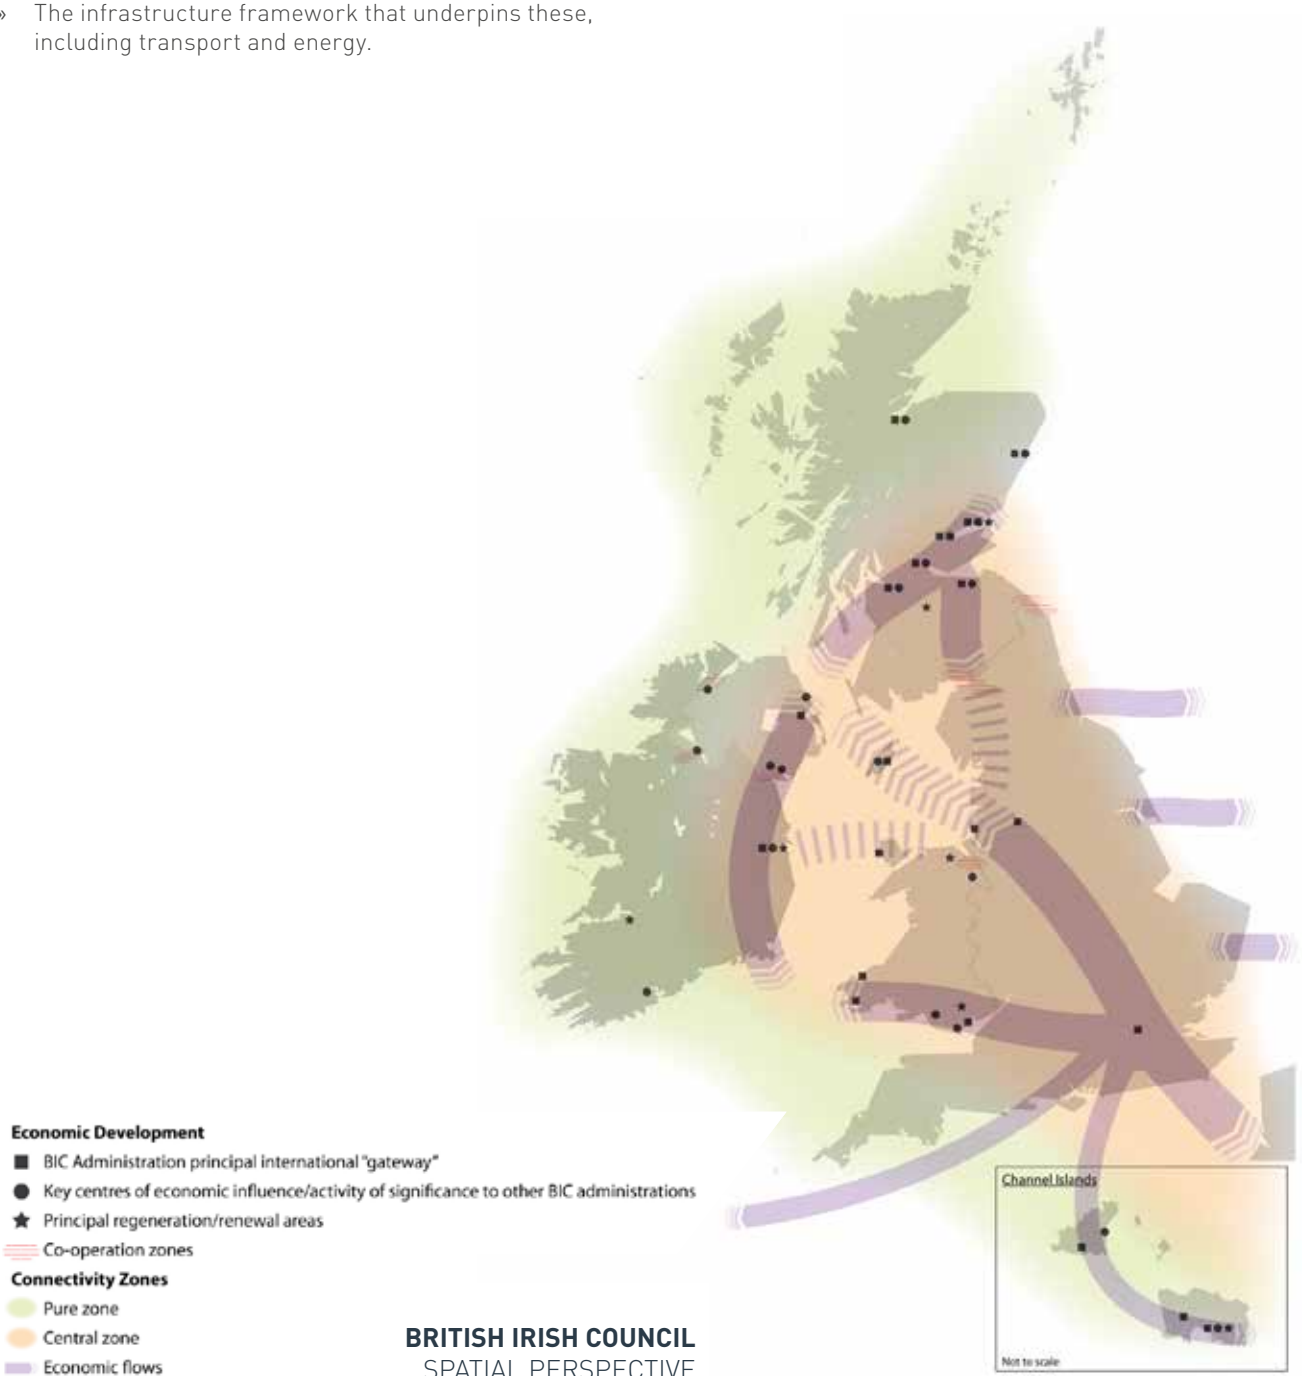 » The infrastructure framework that underpins these,
including transport and energy.
Economic Development
BIC Administration principal international "gateway"
Key centres of economic influence/activity of significance to other BIC administrations
Principal regeneration/renewal areas
Co-operation zones
Connectivity Zones
Pure zone
Central zone
Economic flows
BRITISH IRISH COUNCIL
SPATIAL PERSPECTIVE
Channel Islands
Not to scale